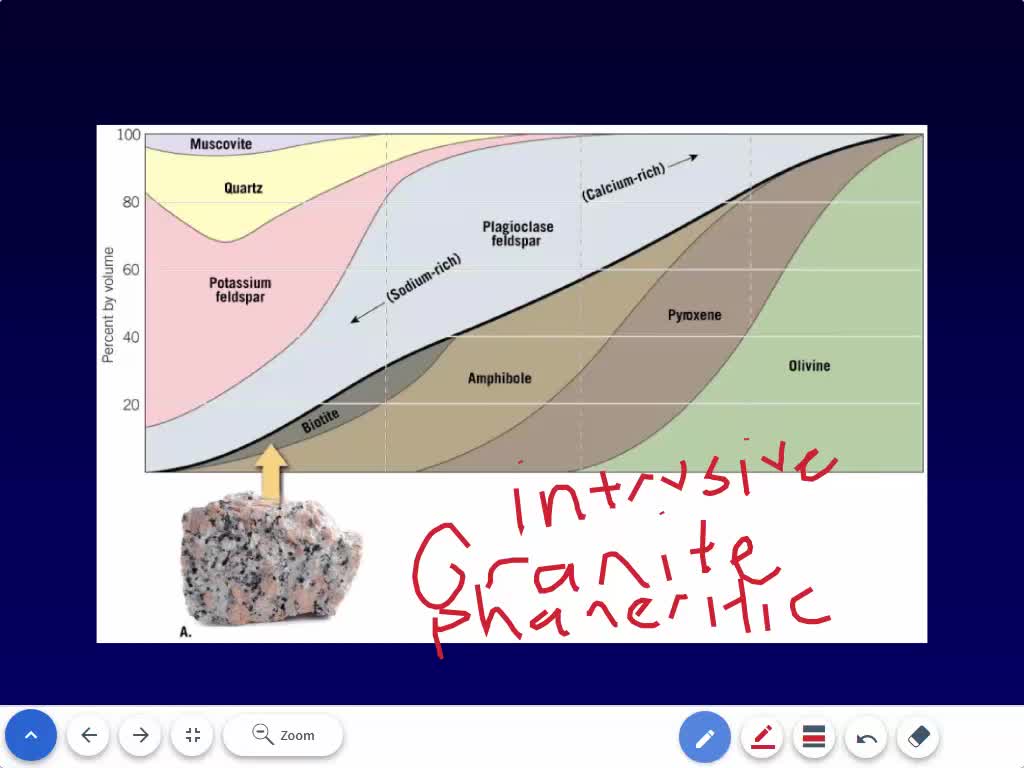 100
Muscovite
Quartz
80
(Calcium-rich)
Plagioclase
feldspar
60
(Sodium-rich)
Potassium
feldspar
Percent by volume
Pyroxene
40
Olivine
Amphibole
20
Biotite
intrusive
Granite
phaneritic
A.
Zoom